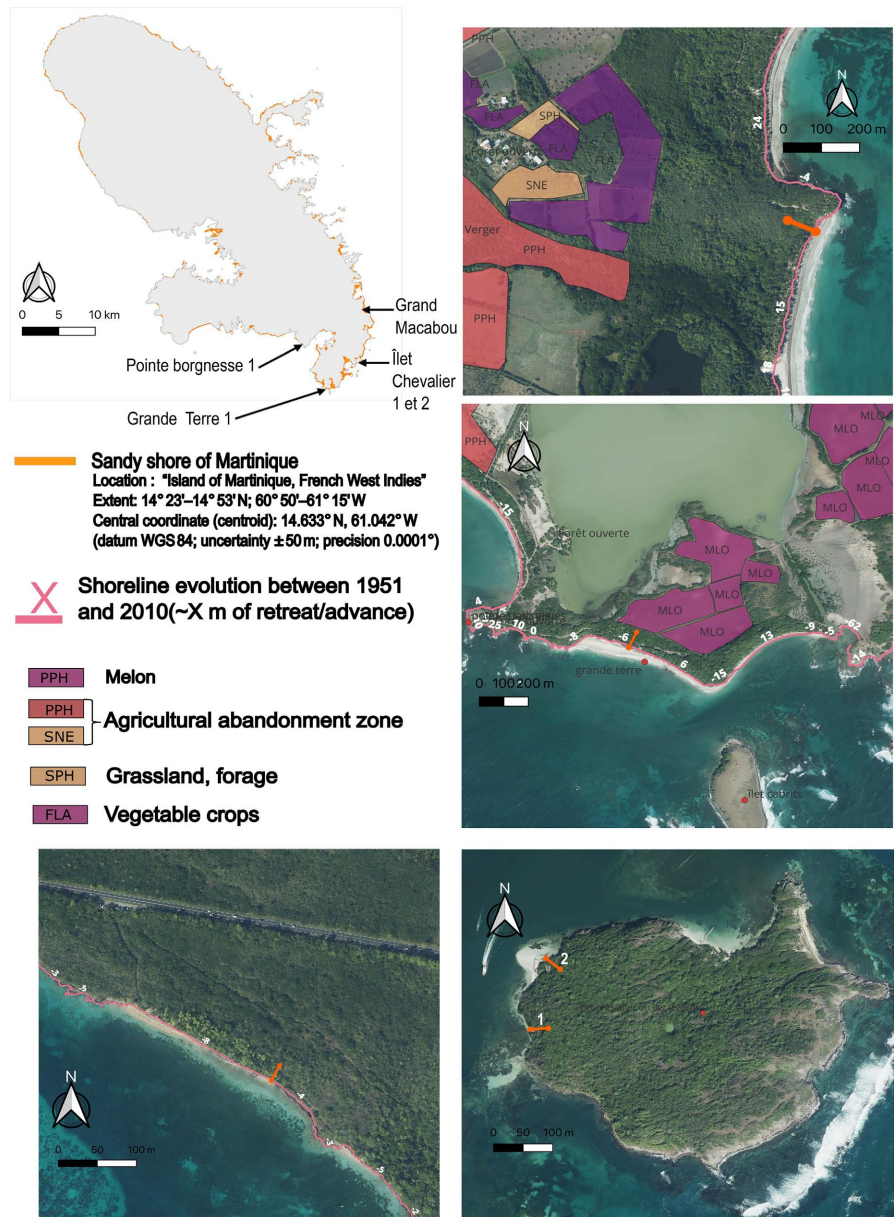 0 5 10 km
Grand
Macabou
Pointe borgnesse 1
Îlet
Chevalier
1 et 2
Grande Terre 1
Sandy shore of Martinique
Location : “Island of Martinique, French West Indies”
Extent: 14° 23'–14° 53' N; 60° 50'–61° 15' W
Central coordinate (centroid): 14.633° N, 61.042° W
(datum WGS 84; uncertainty ± 50 m; precision 0.0001°)
X
Shoreline evolution between 1951
and 2010(~X m of retreat/advance)
PPH Melon
PPH
SNE
Agricultural abandonment zone
SPH Grassland, forage
FLA Vegetable crops
PPH
FLA
FLA
SPH
FLA
FLA
Forêt ouverte
SNE
Verger
PPH
PPH
24
-4
15
N
0 100 200 m
PPH
N
-15
Forêt ouverte
MLO
MLO
MLO
MLO
MLO
MLO
MLO
MLO
MLO
4
-25
-10
0
-8
-6
6
-15
13
-9
-5
-62
-14
grande terre
0 100 200 m
îlet cabrits
-3
-5
-8
-4
-3
-5
N
0 50 100 m
N
2
1
0 50 100 m